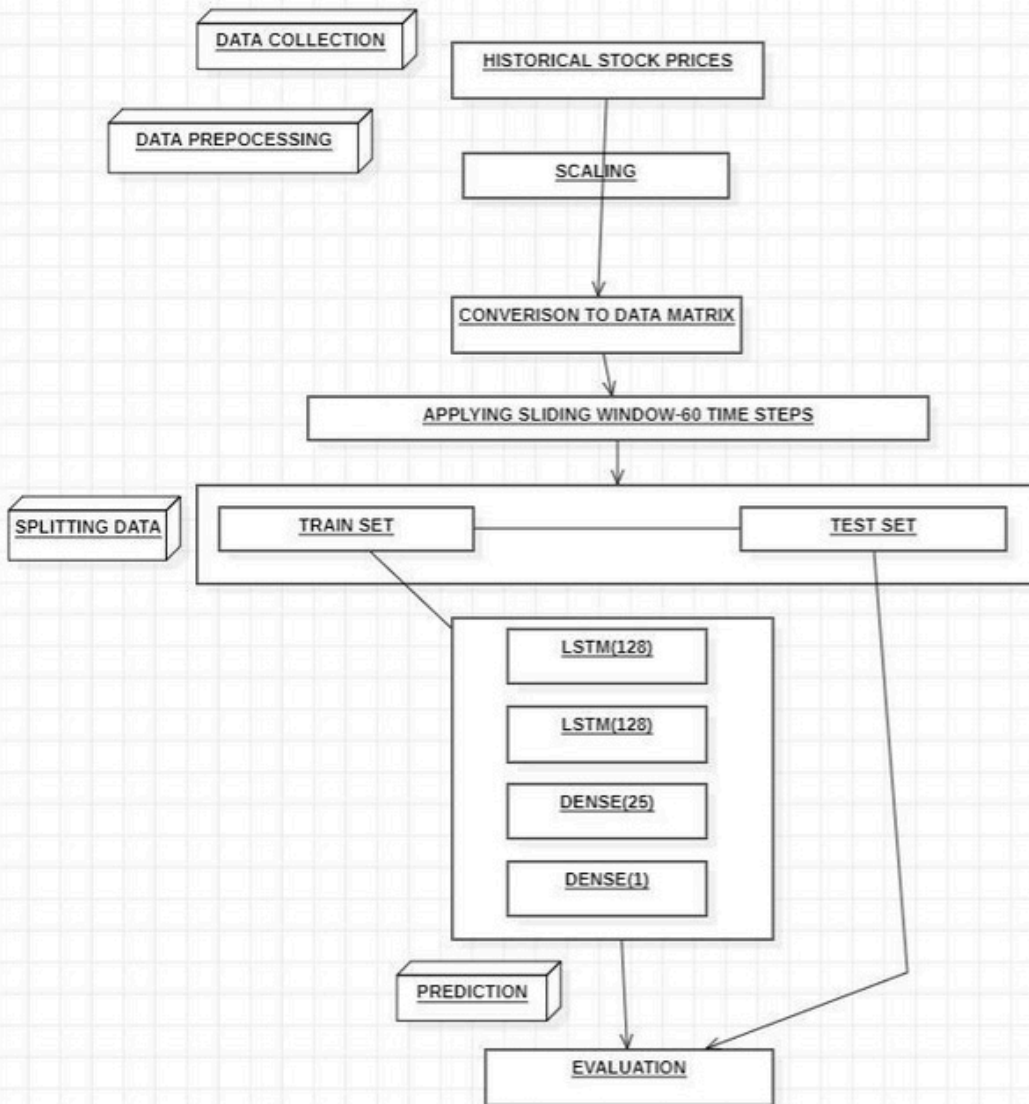 DATA COLLECTION
HISTORICAL STOCK PRICES
DATA PREPOCESSING
SCALING
CONVERISON TO DATA MATRIX
APPLYING SLIDING WINDOW-60 TIME STEPS
SPLITTING DATA
TRAIN SET
TEST SET
LSTM(128)
LSTM(128)
DENSE(25)
DENSE(1)
PREDICTION
EVALUATION